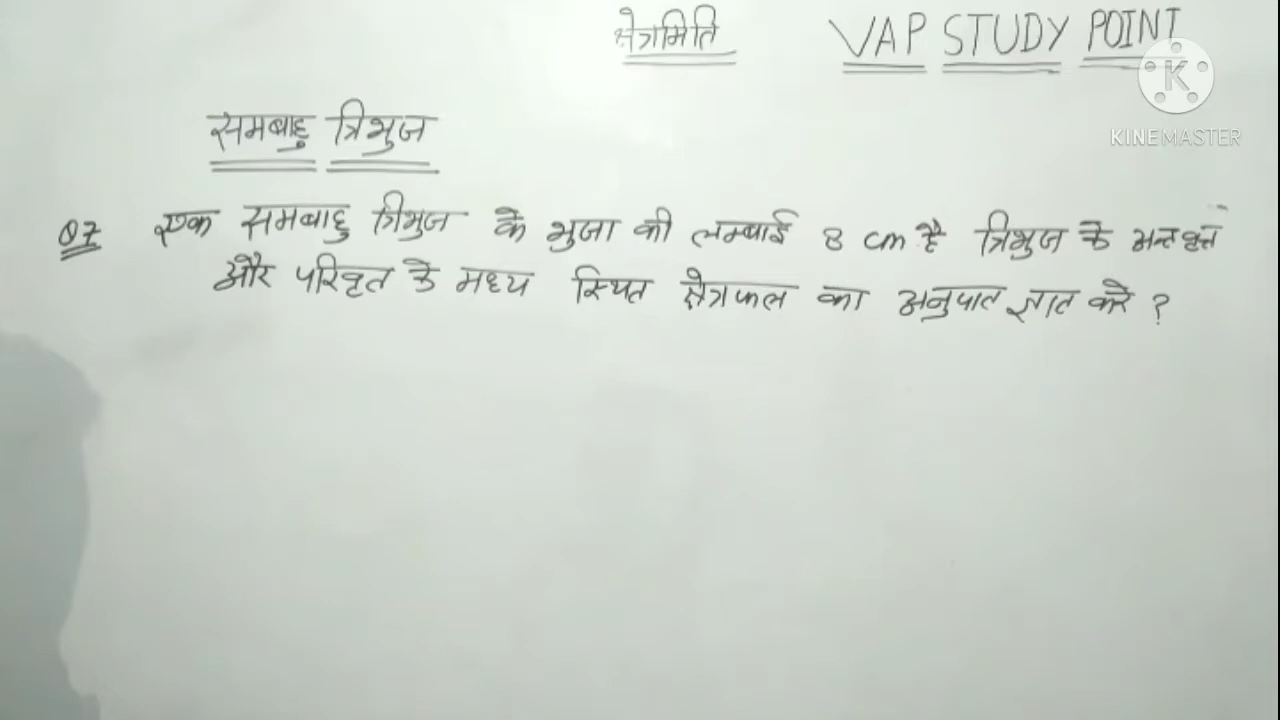 क्षेत्रमिति VAP STUDY POINT
K
KINEMASTER
समबाहु त्रिभुज
Q7 एक समबाहु त्रिभुज के भुजा की लम्बाई 8 cm है त्रिभुज के अन्तवृत्त
और परिवृत के मध्य स्थित क्षेत्रफल का अनुपात ज्ञात करे ?